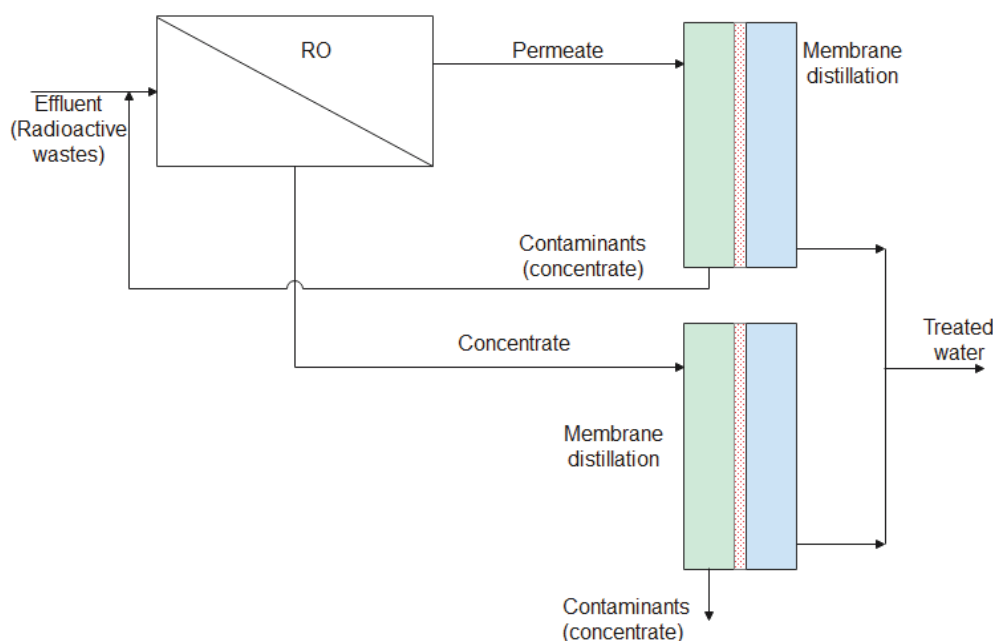 RO
Permeate
Membrane
distillation
Effluent
(Radioactive
wastes)
Contaminants
(concentrate)
Concentrate
Treated
water
Membrane
distillation
Contaminants
(concentrate)